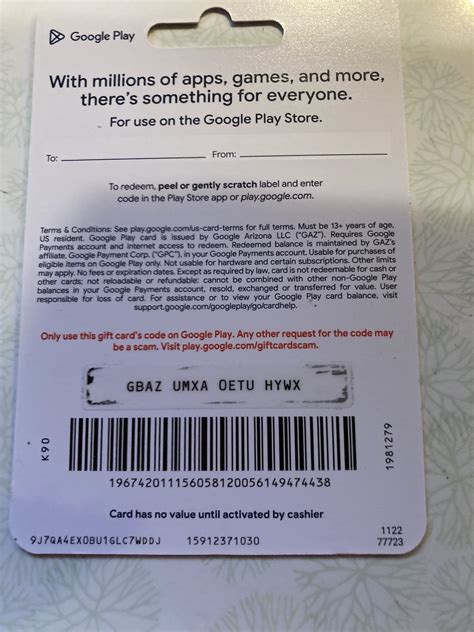 Google Play
With millions of apps, games, and more,
there's something for everyone.
For use on the Google Play Store.
To: From:
To redeem, peel or gently scratch label and enter
code in the Play Store app or play.google.com.
Terms & Conditions: See play.google.com/us-card-terms for full terms. Must be 13+ years of age,
US resident. Google Play card is issued by Google Arizona LLC ("GAZ"). Requires Google
Payments account and internet access to redeem. Redeemed balance is maintained by GAZ's
affiliate, Google Payment Corp. ("GPC"), in your Google Payments account. Usable for purchases of
eligible items on Google Play only. Not usable for hardware and certain subscriptions. Other limits
may apply. No fees or expiration dates. Except as required by law, card is not redeemable for cash or
other cards; not reloadable or refundable; cannot be combined with other non-Google Play
balances in your Google Payments account, resold, exchanged or transferred for value. User
responsible for loss of card. For assistance or to view your Google Play card balance, visit
support.google.com/googleplay/go/cardhelp.
Only use this gift card's code on Google Play. Any other request for the code may
be a scam. Visit play.google.com/giftcardscam.
GBAZ UMXA OETU HYWX
K90
1981279
19674201115605812005614947​4438
Card has no value until activated by cashier
9J7QA4EX0BU1GLC7WDDJ 15912371030
1122
77723